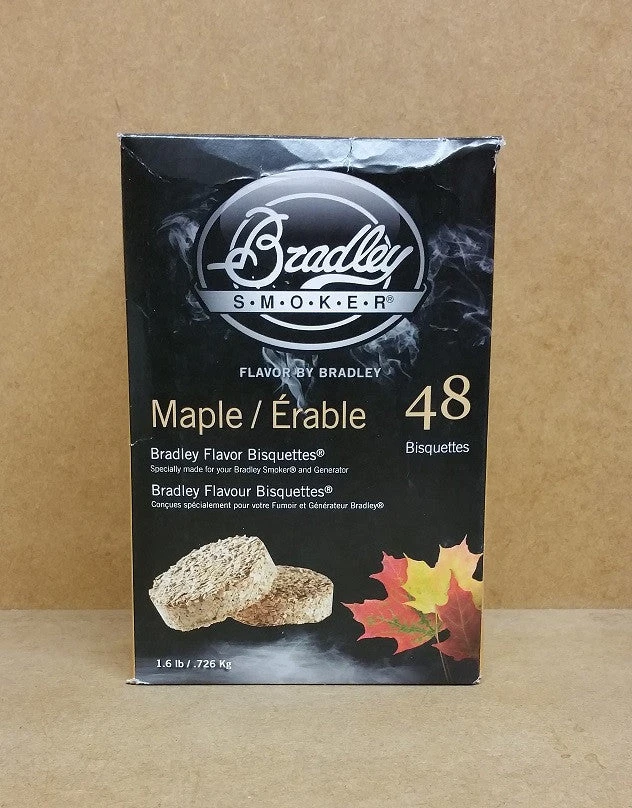 Bradley
S·M·O·K·E·R®
FLAVOR BY BRADLEY
Maple / Érable
48
Bisquettes
Bradley Flavor Bisquettes®
Specially made for your Bradley Smoker® and Generator
Bradley Flavour Bisquettes®
Conçues spécialement pour votre Fumoir et Générateur Bradley®
1.6 lb / .726 Kg